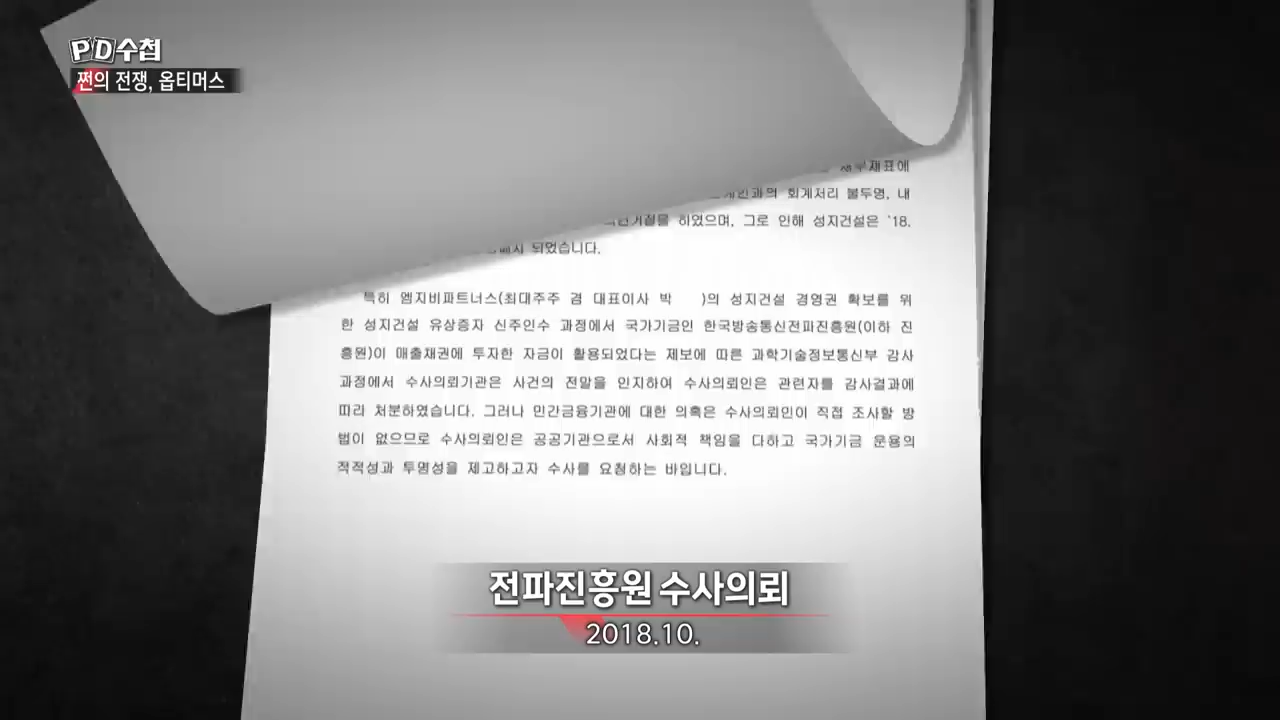 PD수첩
쩐의 전쟁, 옵티머스
재무제표에
회계처리 불투명, 내
하였으며, 그로 인해 성지건설은 `18.
되었습니다.
특히 엠지비파트너스(최대주주 겸 대표이사 박 )의 성지건설 경영권 확보를 위
한 성지건설 유상증자 신주인수 과정에서 국가기금인 한국방송통신전파진흥원(이하 진
흥원)이 매출채권에 투자한 자금이 활용되었다는 제보에 따른 과학기술정보통신부 감사
과정에서 수사의뢰기관은 사건의 전말을 인지하여 수사의뢰인은 관련자를 감사결과에
따라 처분하였습니다. 그러나 민간금융기관에 대한 의혹은 수사의뢰인이 직접 조사할 방
법이 없으므로 수사의뢰인은 공공기관으로서 사회적 책임을 다하고 국가기금 운용의
적적성과 투명성을 제고하고자 수사를 요청하는 바입니다.
전파진흥원 수사의뢰
2018.10.